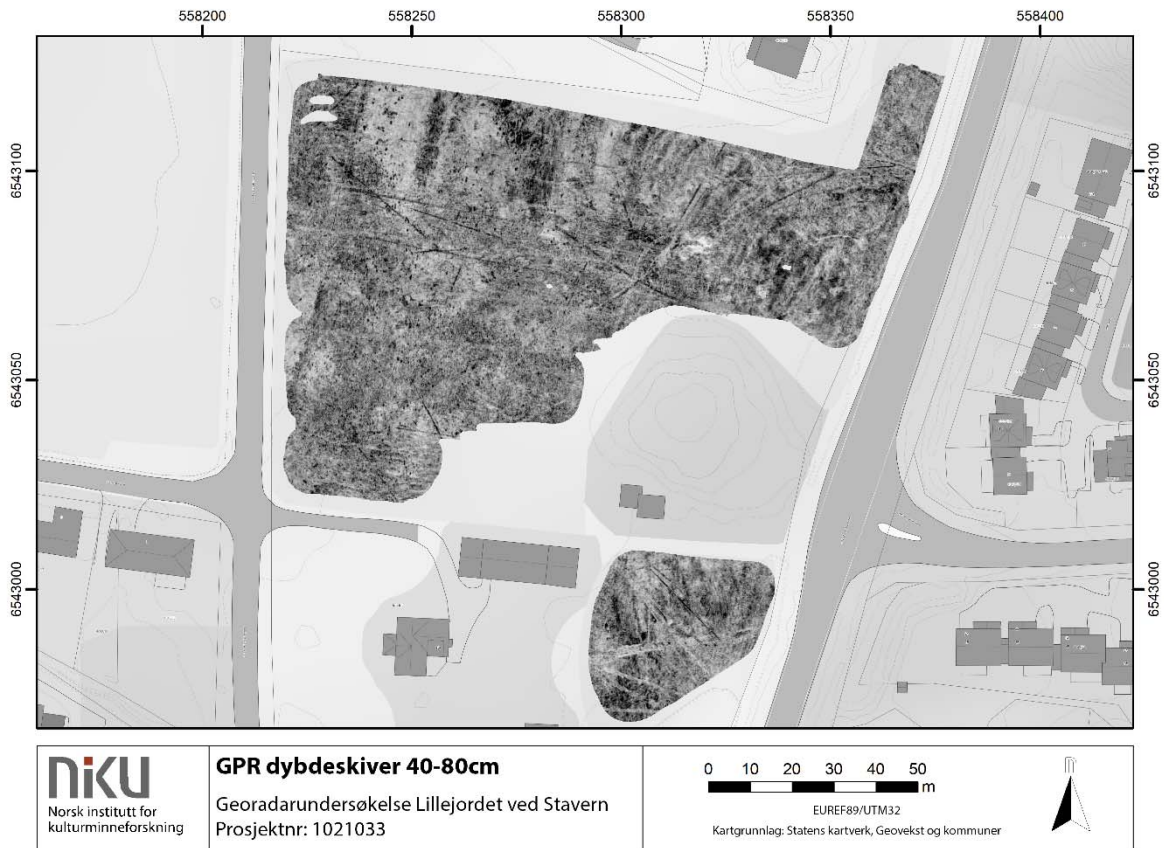 558200 558250 558300 558350 558400
6543100 6543100
6543050 6543050
6543000 6543000
NIKU
Norsk institutt for
kulturminneforskning
GPR dybdeskiver 40-80cm
Georadarundersøkelse Lillejordet ved Stavern
Prosjektnr: 1021033
0 10 20 30 40 50
m
EUREF89/UTM32
Kartgrunnlag: Statens kartverk, Geovekst og kommuner